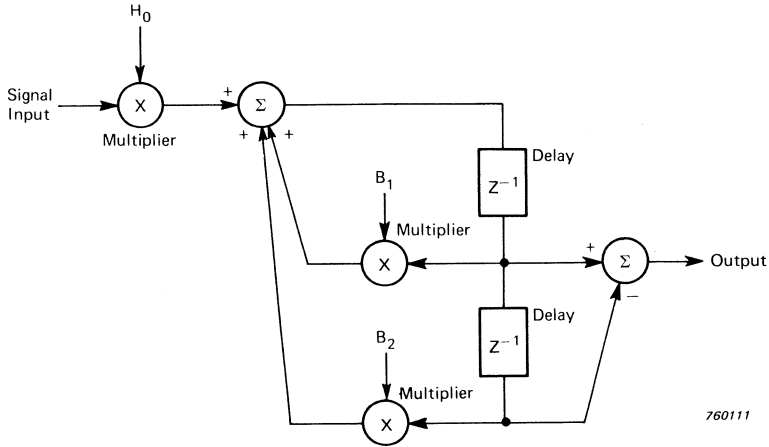 H₀
Signal
Input
X
Multiplier
+
Σ
+
+
Delay
Z⁻¹
B₁
Multiplier
X
+
Σ
Output
−
Delay
Z⁻¹
B₂
Multiplier
X
760111